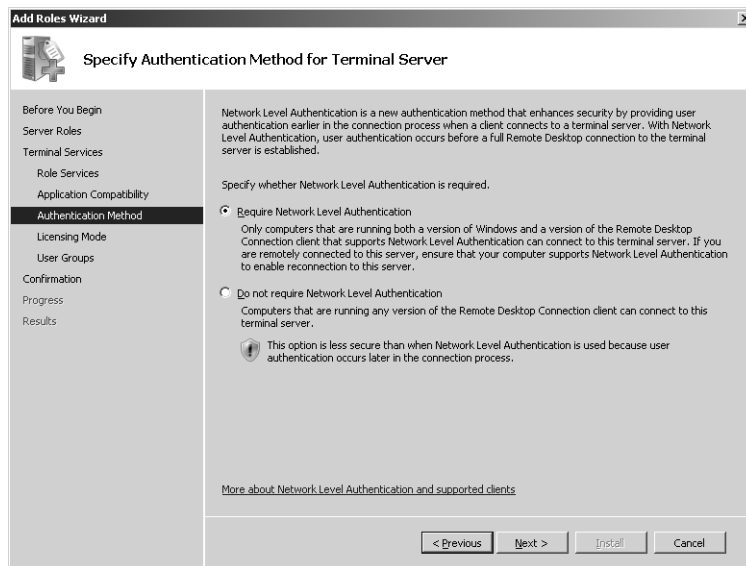 Add Roles Wizard
Specify Authentication Method for Terminal Server
Before You Begin
Server Roles
Terminal Services
Role Services
Application Compatibility
Authentication Method
Licensing Mode
User Groups
Confirmation
Progress
Results
Network Level Authentication is a new authentication method that enhances security by providing user
authentication earlier in the connection process when a client connects to a terminal server. With Network
Level Authentication, user authentication occurs before a full Remote Desktop connection to the terminal
server is established.
Specify whether Network Level Authentication is required.
Require Network Level Authentication
Only computers that are running both a version of Windows and a version of the Remote Desktop
Connection client that supports Network Level Authentication can connect to this terminal server. If you
are remotely connected to this server, ensure that your computer supports Network Level Authentication
to enable reconnection to this server.
Do not require Network Level Authentication
Computers that are running any version of the Remote Desktop Connection client can connect to this
terminal server.
This option is less secure than when Network Level Authentication is used because user
authentication occurs later in the connection process.
More about Network Level Authentication and supported clients
< Previous
Next >
Install
Cancel